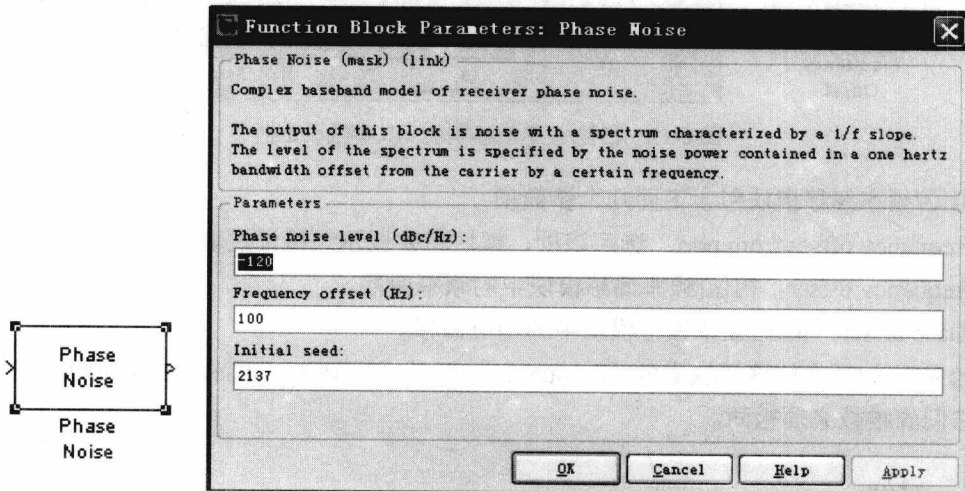 Function Block Parameters: Phase Noise
Phase Noise (mask) (link)
Complex baseband model of receiver phase noise.
The output of this block is noise with a spectrum characterized by a 1/f slope.
The level of the spectrum is specified by the noise power contained in a one hertz
bandwidth offset from the carrier by a certain frequency.
Parameters
Phase noise level (dBc/Hz):
-120
Frequency offset (Hz):
100
Initial seed:
2137
OK
Cancel
Help
Apply
Phase
Noise
Phase
Noise